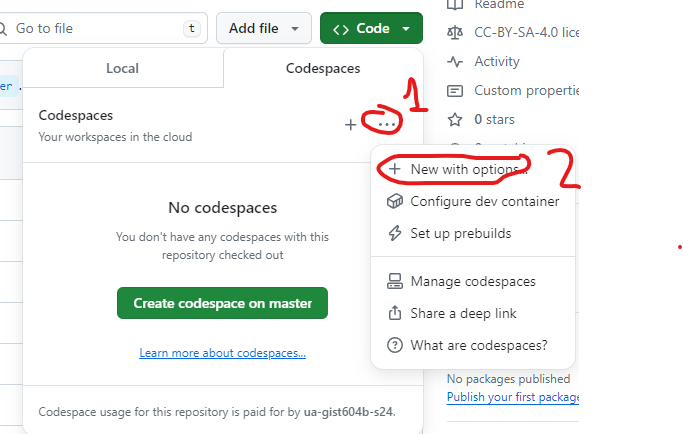 Go to file
t
Add file
Code
Readme
CC-BY-SA-4.0 lice
Activity
Custom propertie
0 stars
er .
Local
Codespaces
1
Codespaces
Your workspaces in the cloud
2
New with options...
Configure dev container
Set up prebuilds
Manage codespaces
Share a deep link
What are codespaces?
No codespaces
You don't have any codespaces with this
repository checked out
Create codespace on master
Learn more about codespaces...
Codespace usage for this repository is paid for by ua-gist604b-s24.
No packages published
Publish your first package